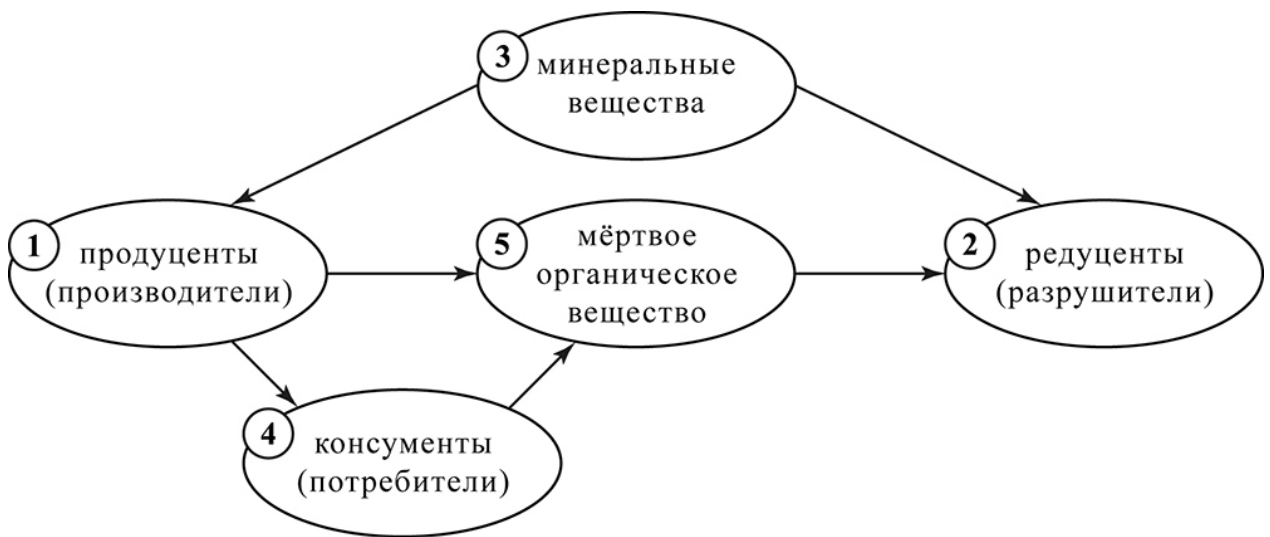 3
минеральные
вещества
1
продуценты
(производители)
5
мёртвое
органическое
вещество
2
редуценты
(разрушители)
4
консументы
(потребители)